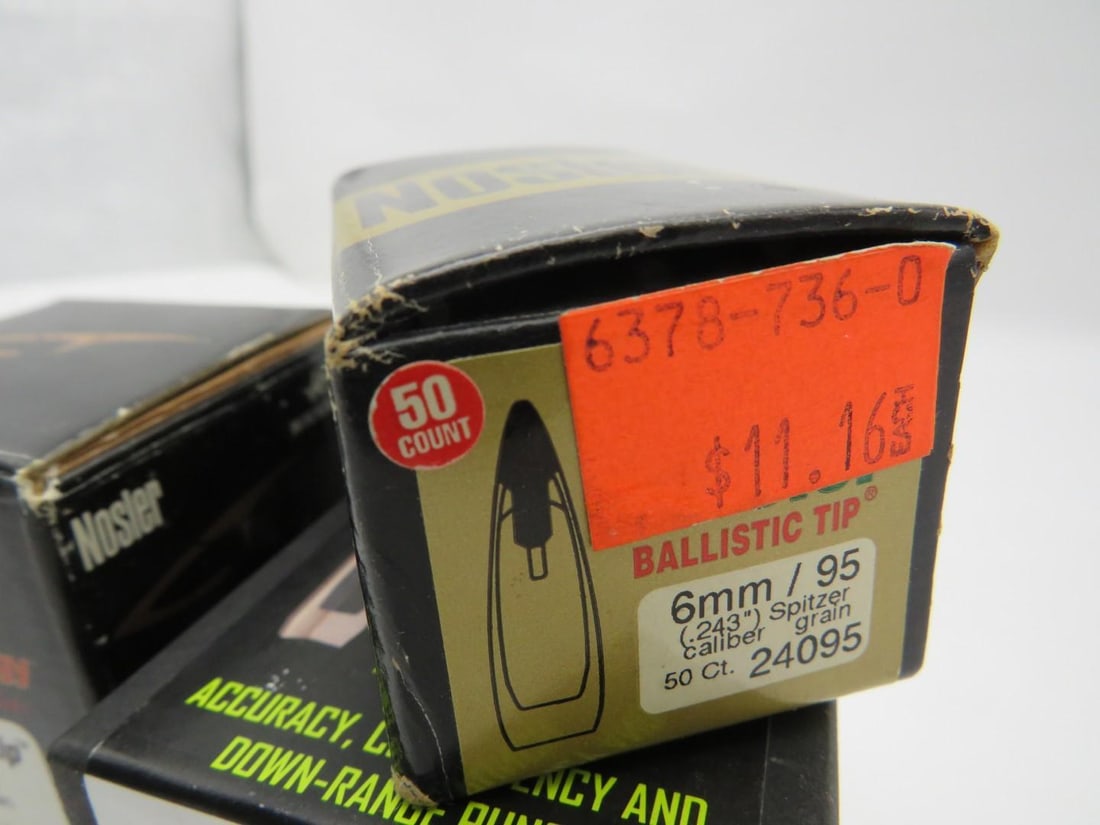 NOSLER
6378-736-0
$11.16
50
COUNT
BALLISTIC TIP®
6mm / 95
(.243") Spitzer
caliber grain
50 Ct. 24095
Nosler
ACCURACY,
AND
DOWN-RANGE